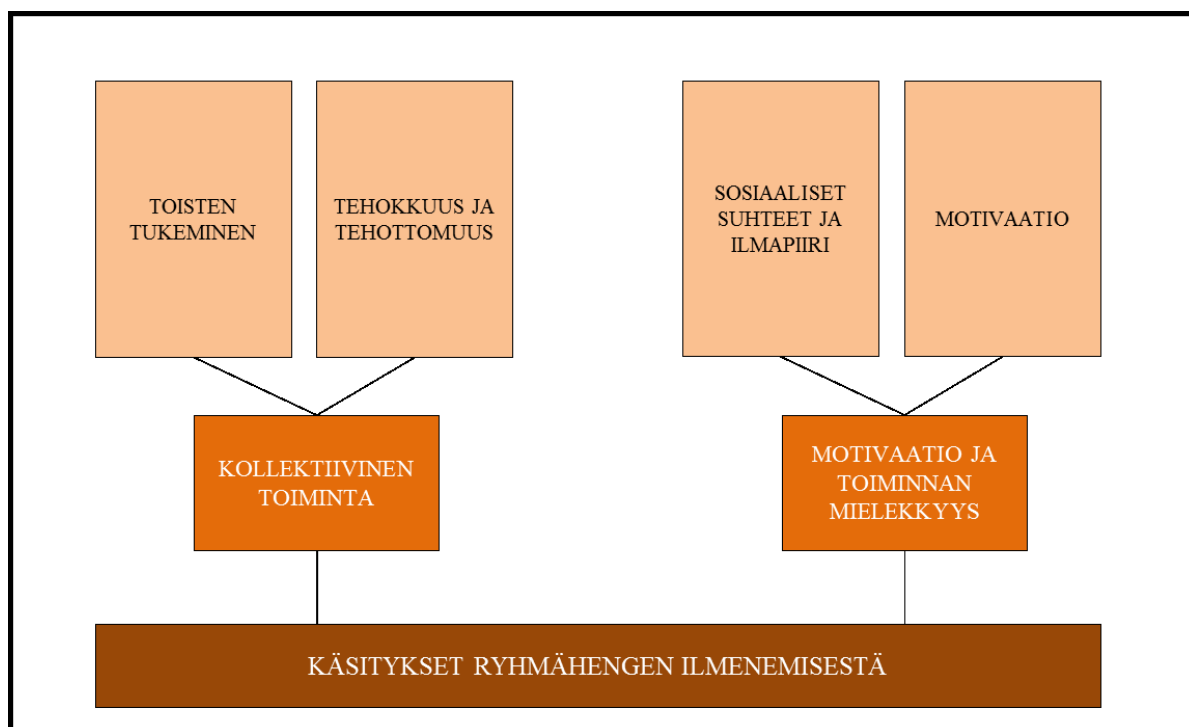 TOISTEN
TUKEMINEN
TEHOKKUUS JA
TEHOTTOMUUS
SOSIAALISET
SUHTEET JA
ILMAPIIRI
MOTIVAATIO
KOLLEKTIIVINEN
TOIMINTA
MOTIVAATIO JA
TOIMINNAN
MIELEKKYYS
KÄSITYKSET RYHMÄHENGEN ILMENEMISESTÄ